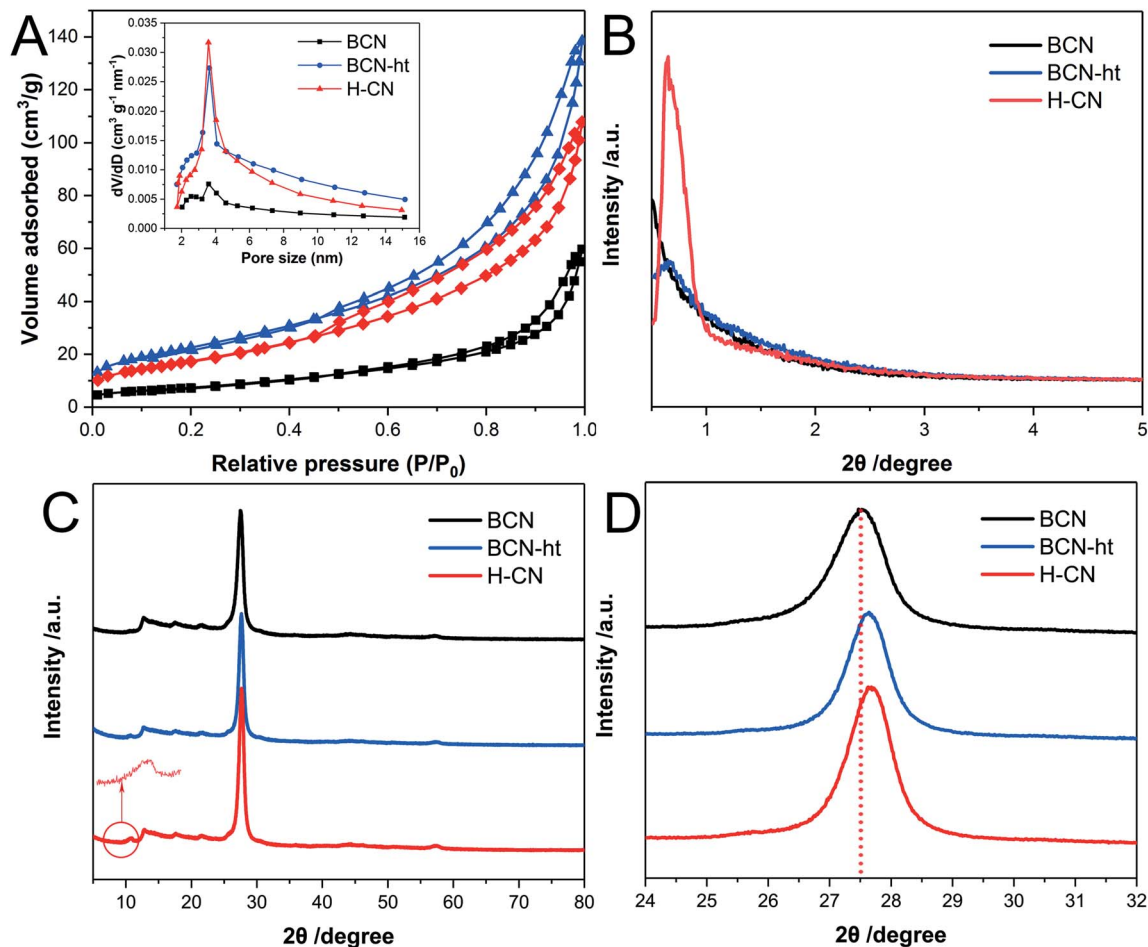 A
Volume adsorbed (cm³/g)
140
120
100
80
60
40
20
0
0.0 0.2 0.4 0.6 0.8 1.0
Relative pressure (P/P₀)
BCN
BCN-ht
H-CN
dV/dD (cm³ g⁻¹ nm⁻¹)
0.035
0.030
0.025
0.020
0.015
0.010
0.005
0.000
2 4 6 8 10 12 14 16
Pore size (nm)
B
BCN
BCN-ht
H-CN
Intensity /a.u.
1 2 3 4 5
2θ /degree
C
BCN
BCN-ht
H-CN
Intensity /a.u.
10 20 30 40 50 60 70 80
2θ /degree
D
BCN
BCN-ht
H-CN
Intensity /a.u.
24 25 26 27 28 29 30 31 32
2θ /degree